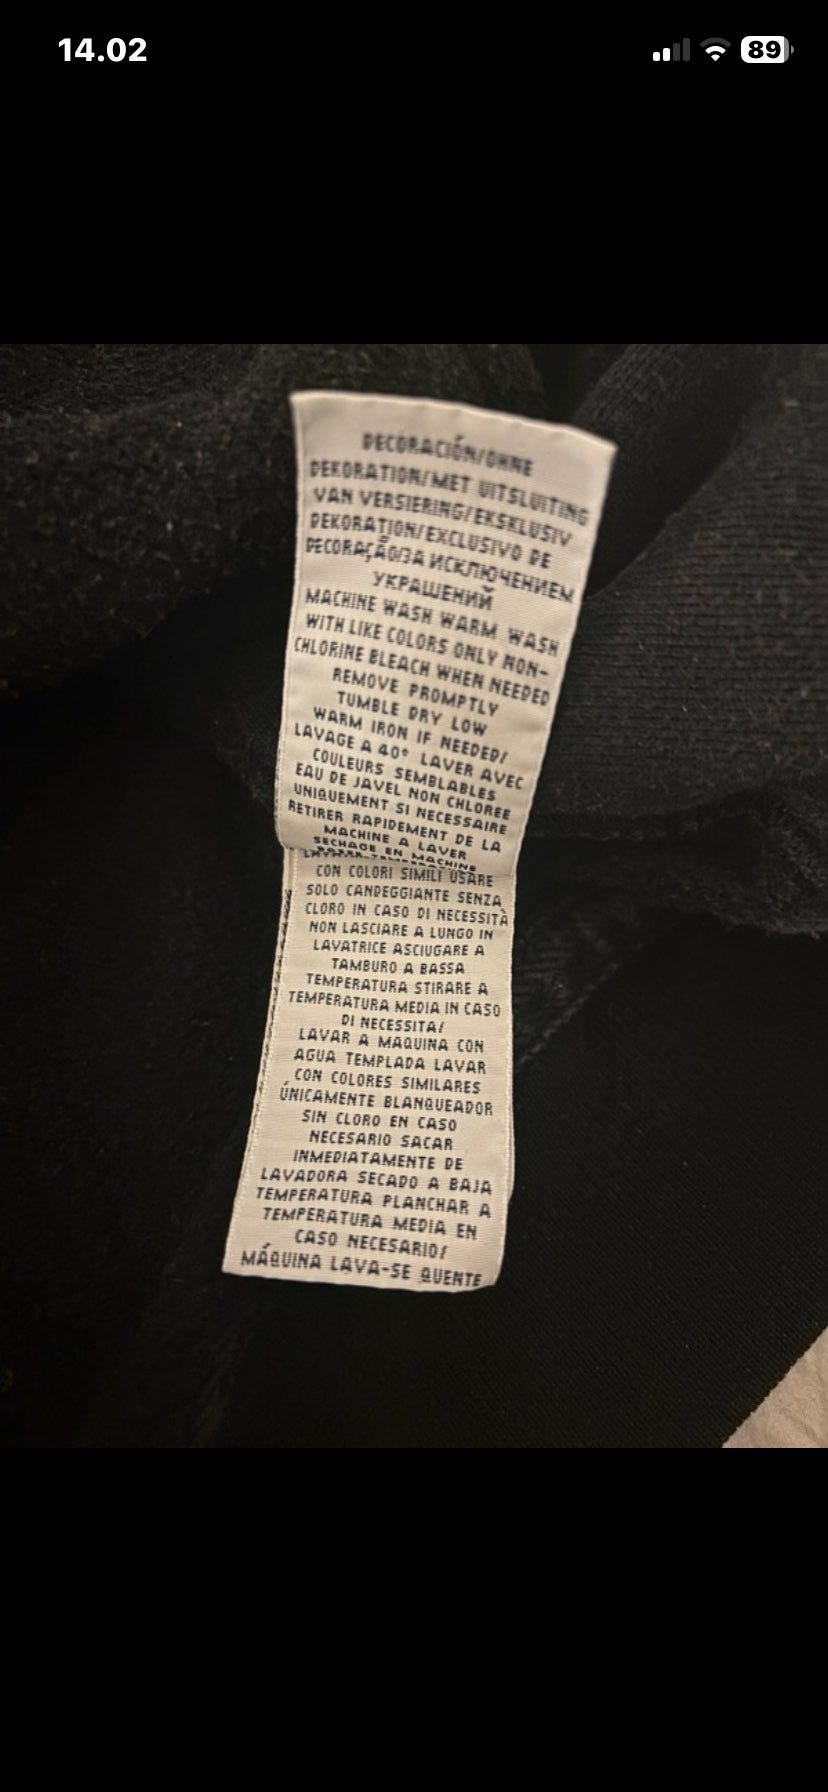 14.02
89
DECORACIÓN/OHNE
DEKORATION/MET UITSLUITING
VAN VERSIERING/EKSKLUSIV
DEKORATION/EXCLUSIVO DE
DECORAÇÃO/ЗА ИСКЛЮЧЕНИЕМ
УКРАШЕНИЙ
MACHINE WASH WARM WASH
WITH LIKE COLORS ONLY NON-
CHLORINE BLEACH WHEN NEEDED
REMOVE PROMPTLY
TUMBLE DRY LOW
WARM IRON IF NEEDED/
LAVAGE A 40° LAVER AVEC
COULEURS SEMBLABLES
EAU DE JAVEL NON CHLOREE
UNIQUEMENT SI NECESSAIRE
RETIRER RAPIDEMENT DE LA
MACHINE A LAVER
SECHAGE EN MACHINE
CON COLORI SIMILI USARE
SOLO CANDEGGIANTE SENZA
CLORO IN CASO DI NECESSITÀ
NON LASCIARE A LUNGO IN
LAVATRICE ASCIUGARE A
TAMBURO A BASSA
TEMPERATURA STIRARE A
TEMPERATURA MEDIA IN CASO
DI NECESSITA/
LAVAR A MAQUINA CON
AGUA TEMPLADA LAVAR
CON COLORES SIMILARES
ÚNICAMENTE BLANQUEADOR
SIN CLORO EN CASO
NECESARIO SACAR
INMEDIATAMENTE DE
LAVADORA SECADO A BAJA
TEMPERATURA PLANCHAR A
TEMPERATURA MEDIA EN
CASO NECESARIO/
MÁQUINA LAVA-SE QUENTE